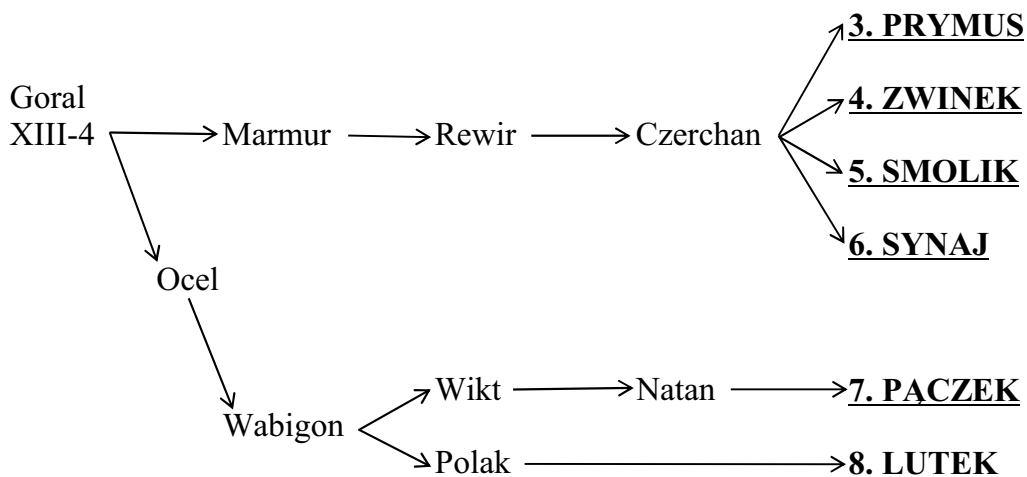 3. PRYMUS
Goral
XIII-4
4. ZWINEK
Marmur
Rewir
Czerchan
5. SMOLIK
6. SYNAJ
Ocel
Wikt
Natan
7. PĄCZEK
Wabigon
Polak
8. LUTEK